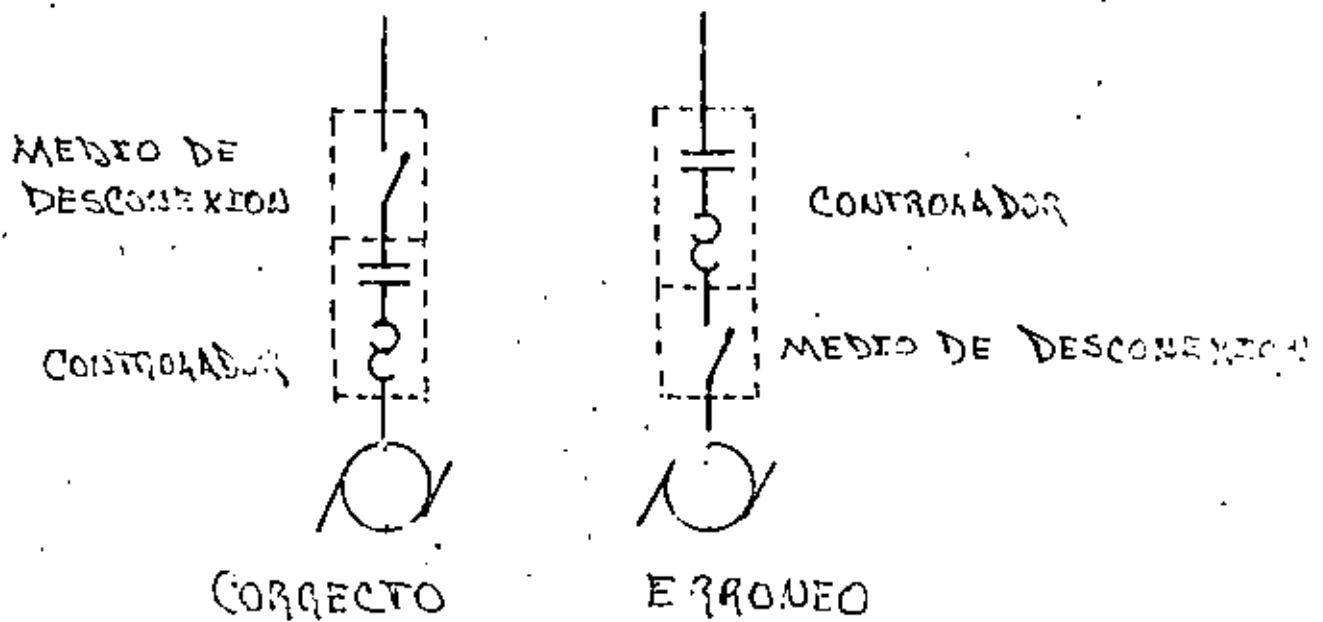 MEDIO DE
DESCONEXION
CONTROLADOR
CORRECTO
CONTROLADOR
MEDIO DE DESCONEXION
ERRONEO